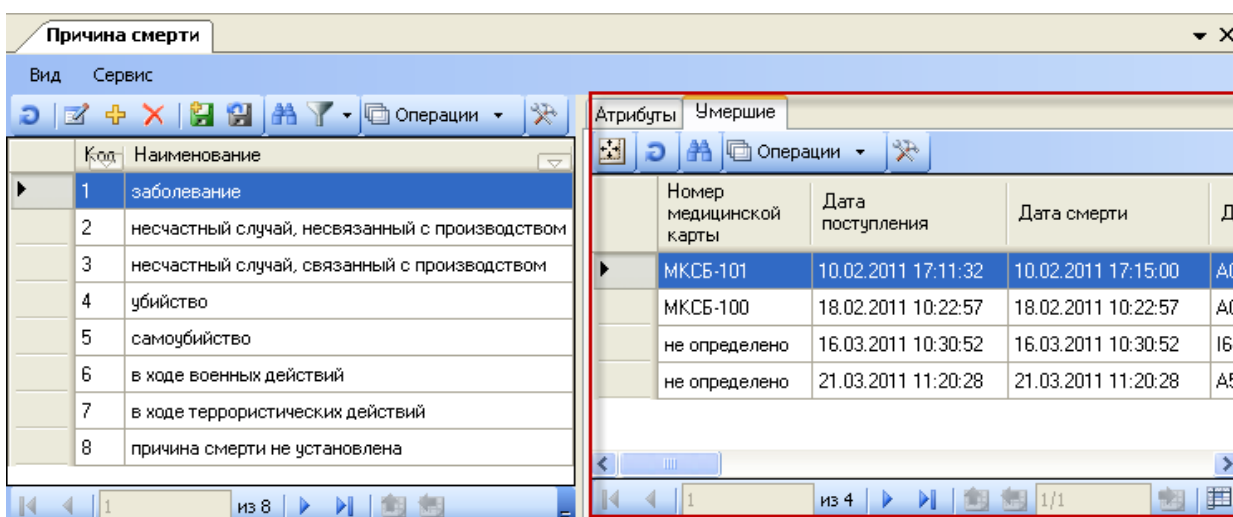 Причина смерти
Вид Сервис
Операции
Код Наименование
1 заболевание
2 несчастный случай, несвязанный с производством
3 несчастный случай, связанный с производством
4 убийство
5 самоубийство
6 в ходе военных действий
7 в ходе террористических действий
8 причина смерти не установлена
1 из 8
Атрибуты Умершие
Операции
Номер медицинской карты Дата поступления Дата смерти Д
МКСБ-101 10.02.2011 17:11:32 10.02.2011 17:15:00
МКСБ-100 18.02.2011 10:22:57 18.02.2011 10:22:57
не определено 16.03.2011 10:30:52 16.03.2011 10:30:52 I6
не определено 21.03.2011 11:20:28 21.03.2011 11:20:28
1 из 4 1/1